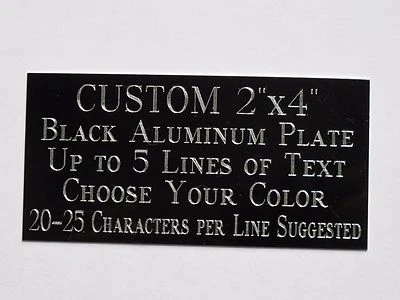 CUSTOM 2"x4"
BLACK ALUMINUM PLATE
UP TO 5 LINES OF TEXT
CHOOSE YOUR COLOR
20-25 CHARACTERS PER LINE SUGGESTED